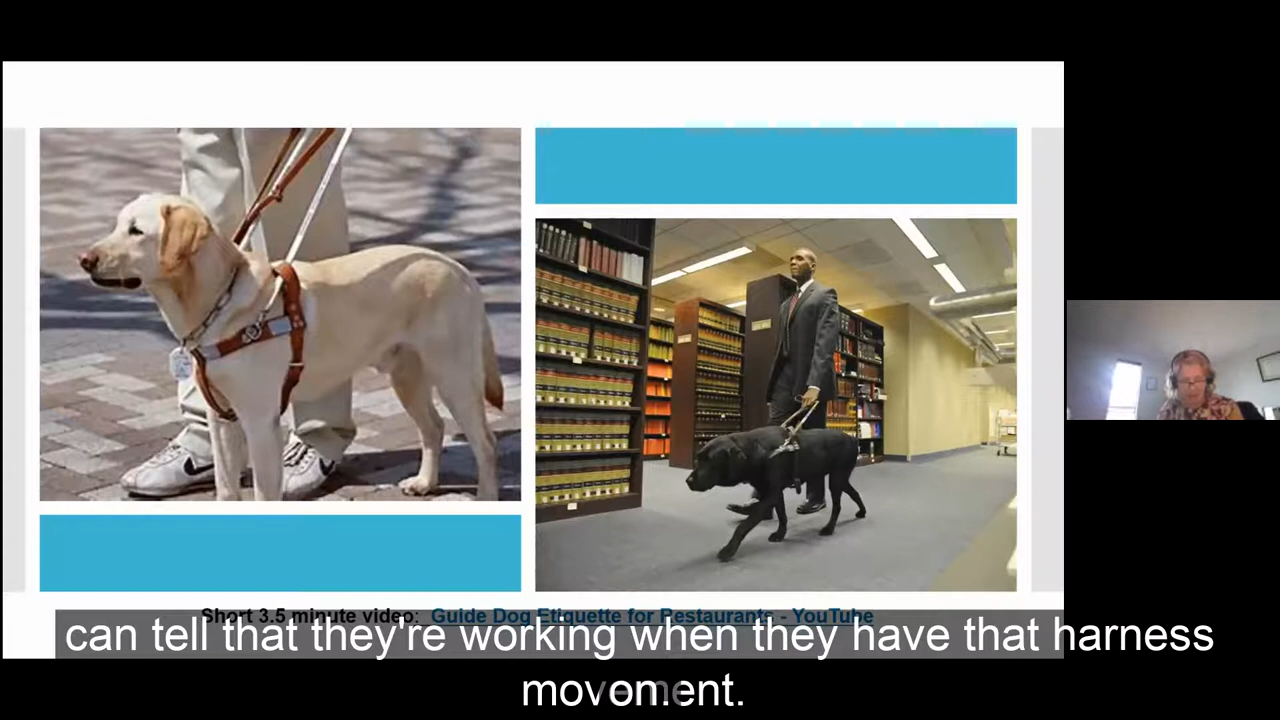 Short 3.5 minute video: Guide Dog Etiquette for Restaurants - YouTube
can tell that they're working when they have that harness
movoment.